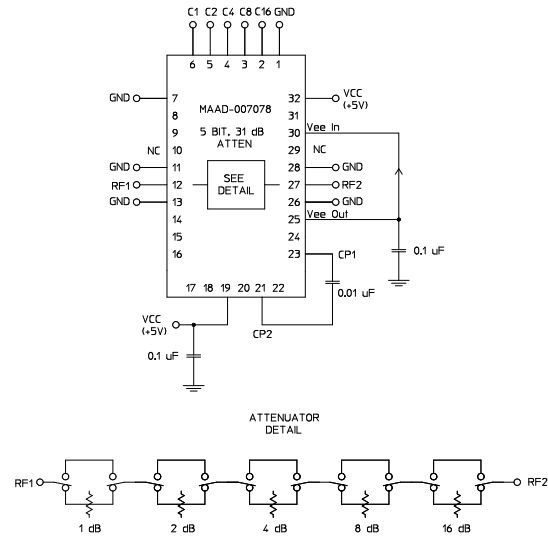 C1 C2 C4 C8 C16 GND
6 5 4 3 2 1
GND 7 MAAD-007078 32 VCC
(+5V)
8 31
9 5 BIT, 31 dB 30 Vee In
ATTEN
NC 10 29 NC
GND 11 28 GND
RF1 12 SEE 27 RF2
DETAIL
GND 13 26 GND
14 25 Vee Out
15 24
16 23 CP1
0.1 uF
17 18 19 20 21 22
0.01 uF
VCC
(+5V)
CP2
0.1 uF
ATTENUATOR
DETAIL
RF1 RF2
1 dB 2 dB 4 dB 8 dB 16 dB